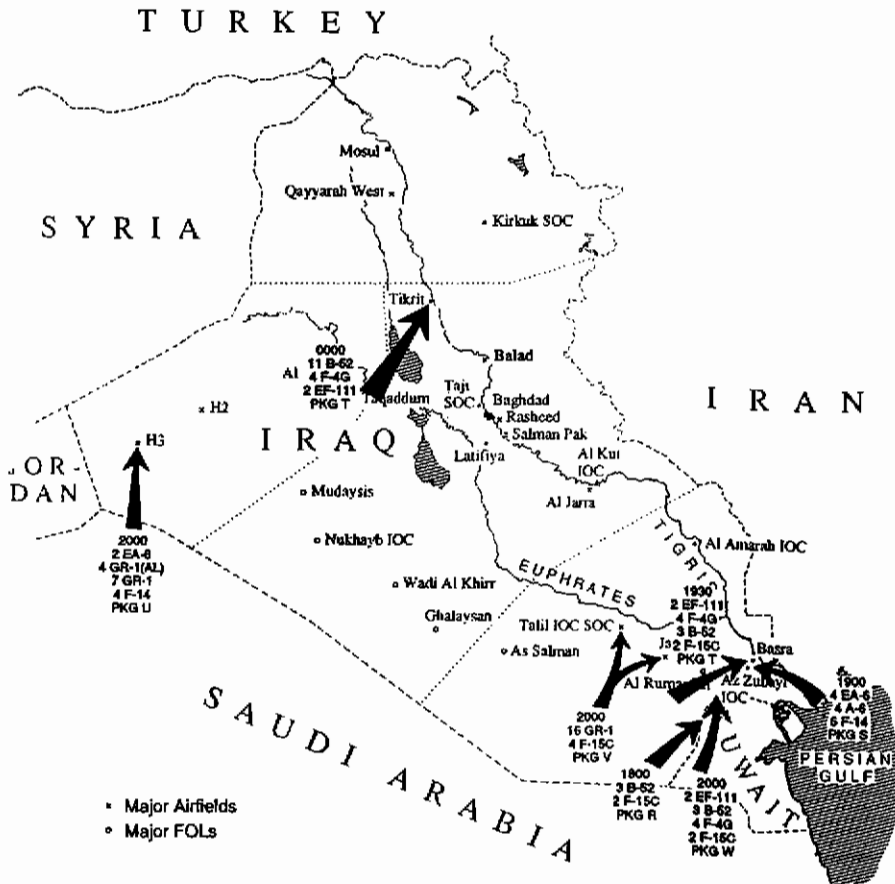 TURKEY
Mosul
Qayyarah West
SYRIA
Kirkuk SOC
Tikrit
0000
11 B-52
4 F-4G
2 EF-111
PKG T
Al
Balad
Taji
SOC
Baghdad
Rasheed
Salman Pak
IRAN
H2
H3
IRAQ
Latifiya
Al Kut
IOC
JOR-
DAN
Mudaysis
Al Jarra
Nukhayb IOC
TIGRIS
Al Amarah IOC
2000
2 EA-6
4 GR-1(AL)
7 GR-1
4 F-14
PKG U
EUPHRATES
Wadi Al Khirr
Ghalaysan
1930
2 EF-111
4 F-4G
3 B-52
2 F-15C
PKG T
Talil IOC SOC
As Salman
Basra
Al Ruma
Az Zubayr
IOC
1900
4 EA-6
4 A-6
6 F-14
PKG S
2000
16 GR-1
4 F-15C
PKG V
SAUDI ARABIA
UWAIT
PERSIAN
GULF
1800
3 B-52
2 F-15C
PKG R
2000
2 EF-111
3 B-52
4 F-4G
2 F-15C
PKG W
× Major Airfields
○ Major FOLs